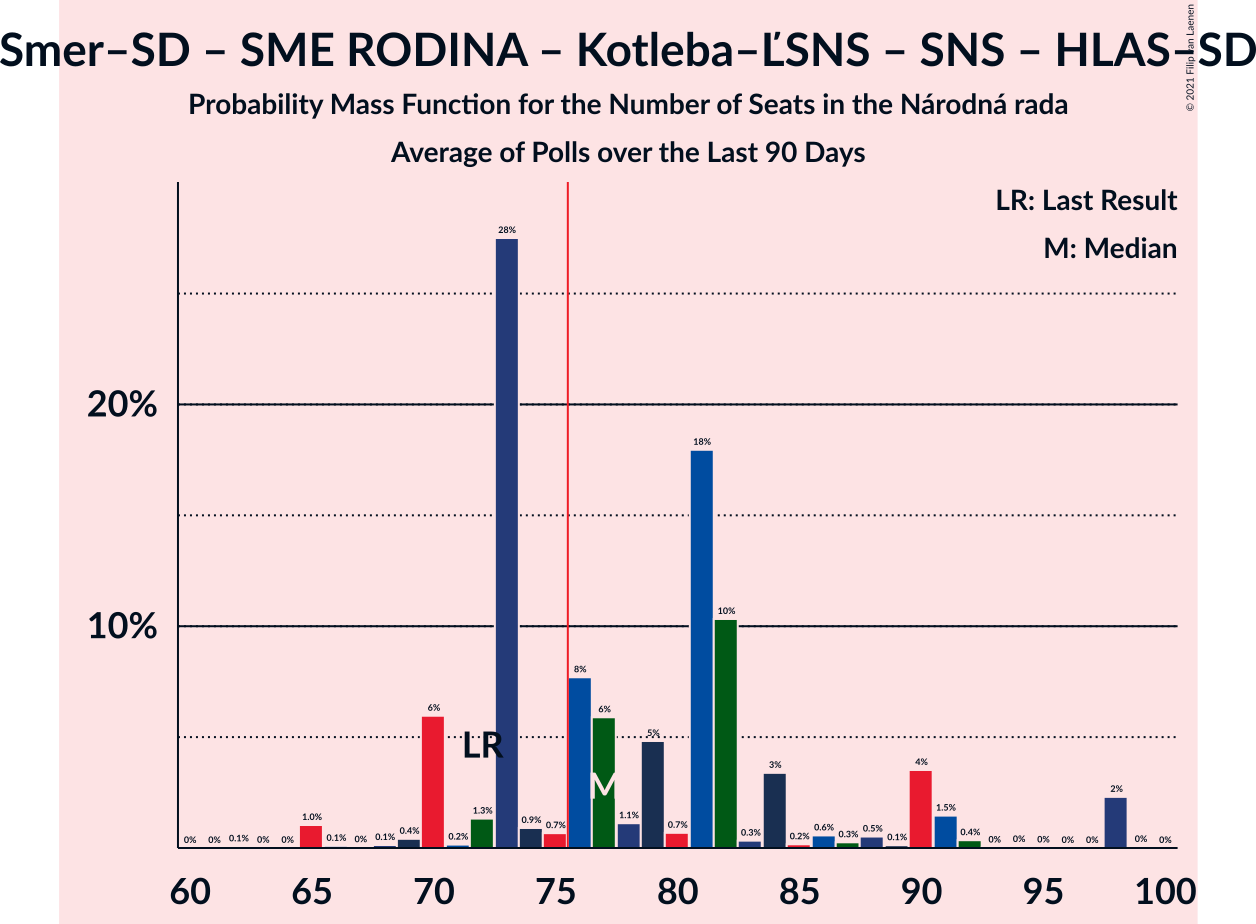 Smer–SD – SME RODINA – Kotleba–ĽSNS – SNS – HLAS–SD
© 2021 Filip van Laenen
Probability Mass Function for the Number of Seats in the Národná rada
Average of Polls over the Last 90 Days
LR: Last Result
M: Median
20%
10%
0% 0% 0.1% 0% 0% 1.0% 0.1% 0% 0.1% 0.4% 6% 0.2% 1.3% 28% 0.9% 0.7% 8% 6% 1.1% 5% 0.7% 18% 10% 0.3% 3% 0.2% 0.6% 0.3% 0.5% 0.1% 4% 1.5% 0.4% 0% 0% 0% 0% 0% 2% 0% 0%
LR
M
60 65 70 75 80 85 90 95 100